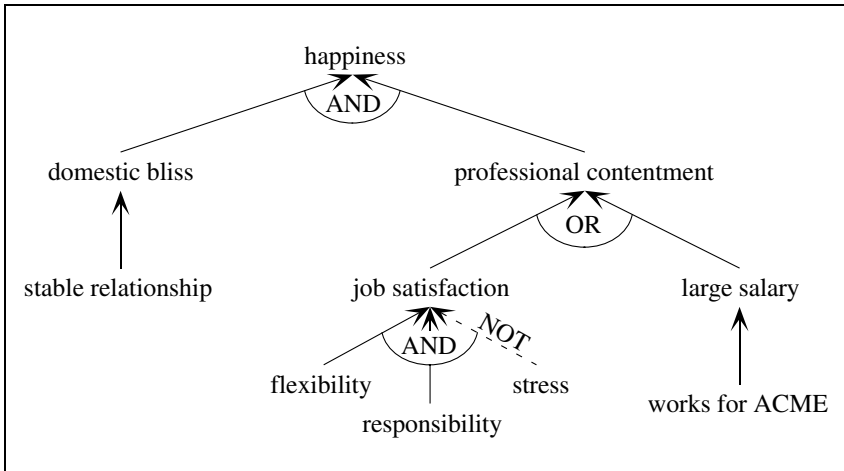 happiness
AND
domestic bliss
professional contentment
OR
stable relationship
job satisfaction
large salary
NOT
AND
flexibility
stress
works for ACME
responsibility